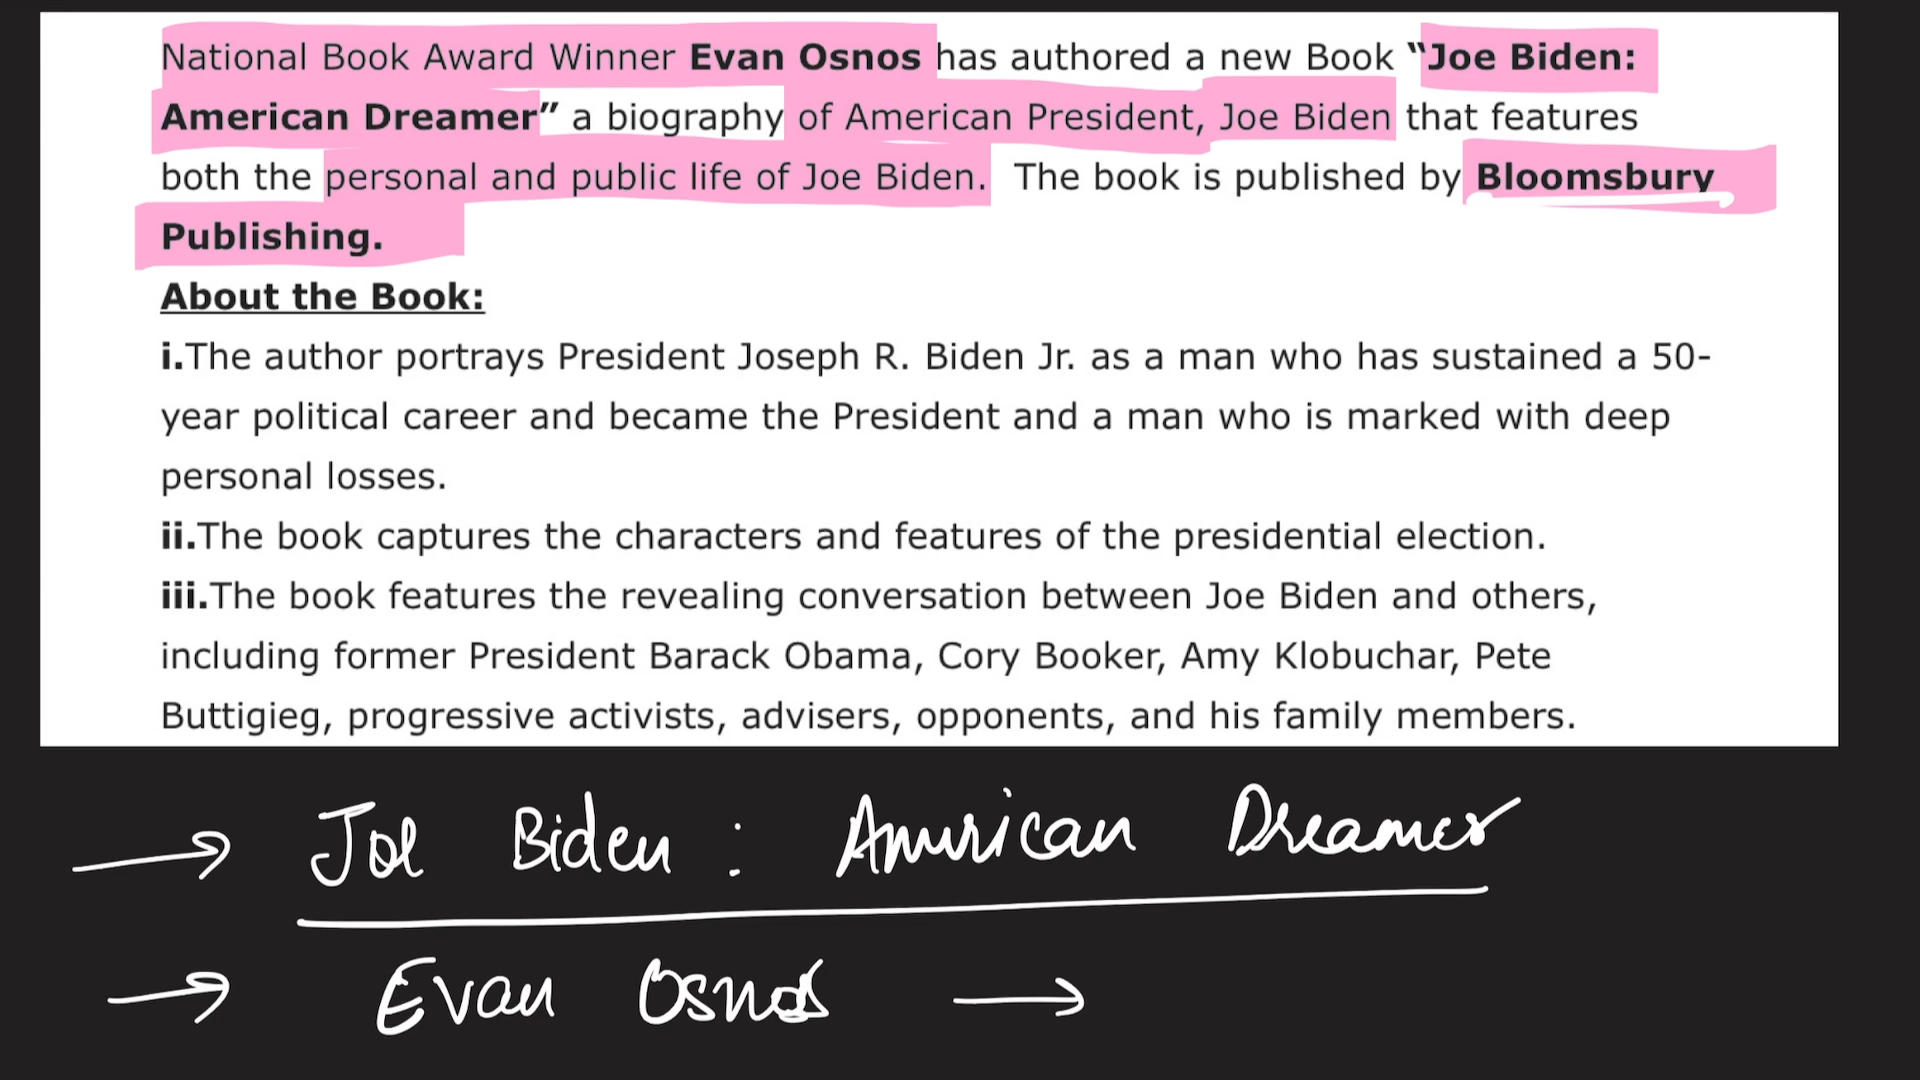 National Book Award Winner Evan Osnos has authored a new Book “Joe Biden:
American Dreamer” a biography of American President, Joe Biden that features
both the personal and public life of Joe Biden. The book is published by Bloomsbury
Publishing.
About the Book:
i.The author portrays President Joseph R. Biden Jr. as a man who has sustained a 50-
year political career and became the President and a man who is marked with deep
personal losses.
ii.The book captures the characters and features of the presidential election.
iii.The book features the revealing conversation between Joe Biden and others,
including former President Barack Obama, Cory Booker, Amy Klobuchar, Pete
Buttigieg, progressive activists, advisers, opponents, and his family members.
→ Joe Biden : American Dreamer
→ Evan Osnos →